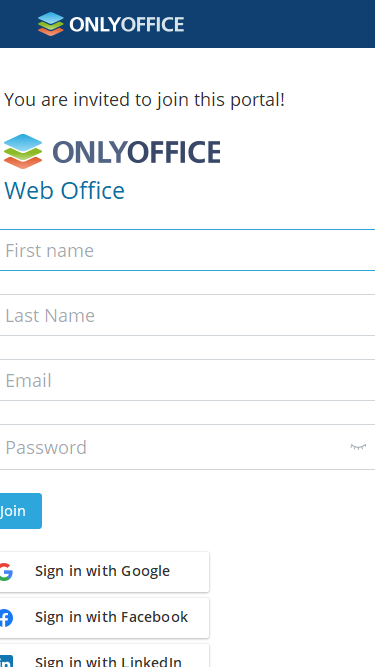 ONLYOFFICE
You are invited to join this portal!
ONLYOFFICE
Web Office
First name
Last Name
Email
Password
Join
Sign in with Google
Sign in with Facebook
in
Sign in with LinkedIn